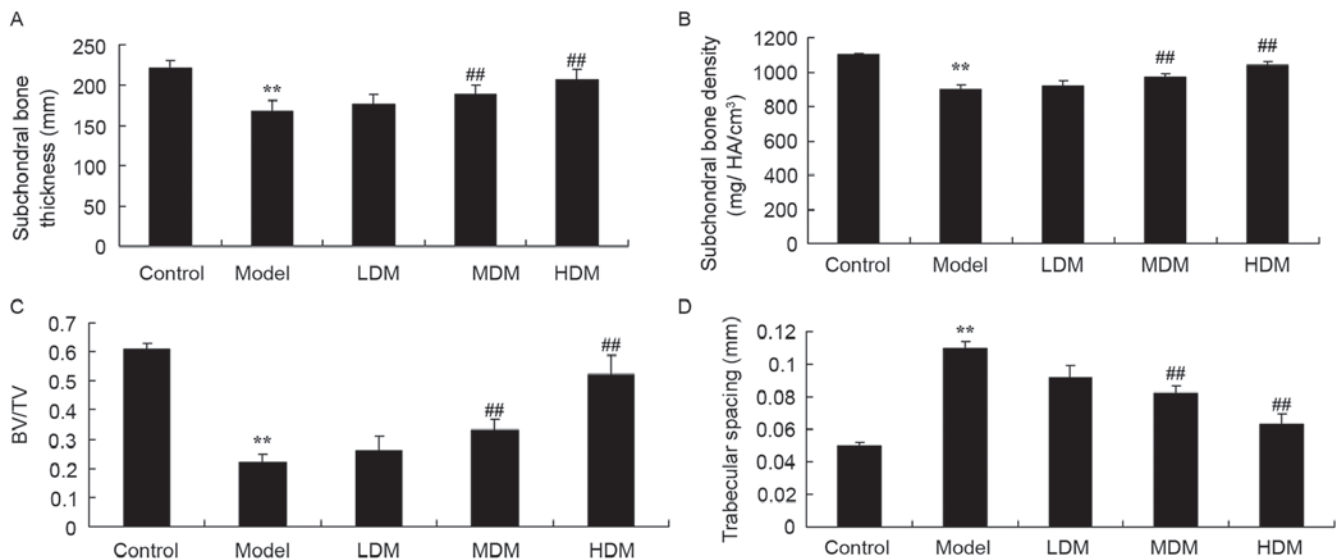 A
Subchondral bone
thickness (mm)
250
200
150
100
50
0
**
##
##
Control Model LDM MDM HDM
B
Subchondral bone density
(mg/ HA/cm³)
1200
1000
800
600
400
200
0
**
##
##
Control Model LDM MDM HDM
C
BV/TV
0.7
0.6
0.5
0.4
0.3
0.2
0.1
0
**
##
##
Control Model LDM MDM HDM
D
Trabecular spacing (mm)
0.12
0.1
0.08
0.06
0.04
0.02
0
**
##
##
Control Model LDM MDM HDM